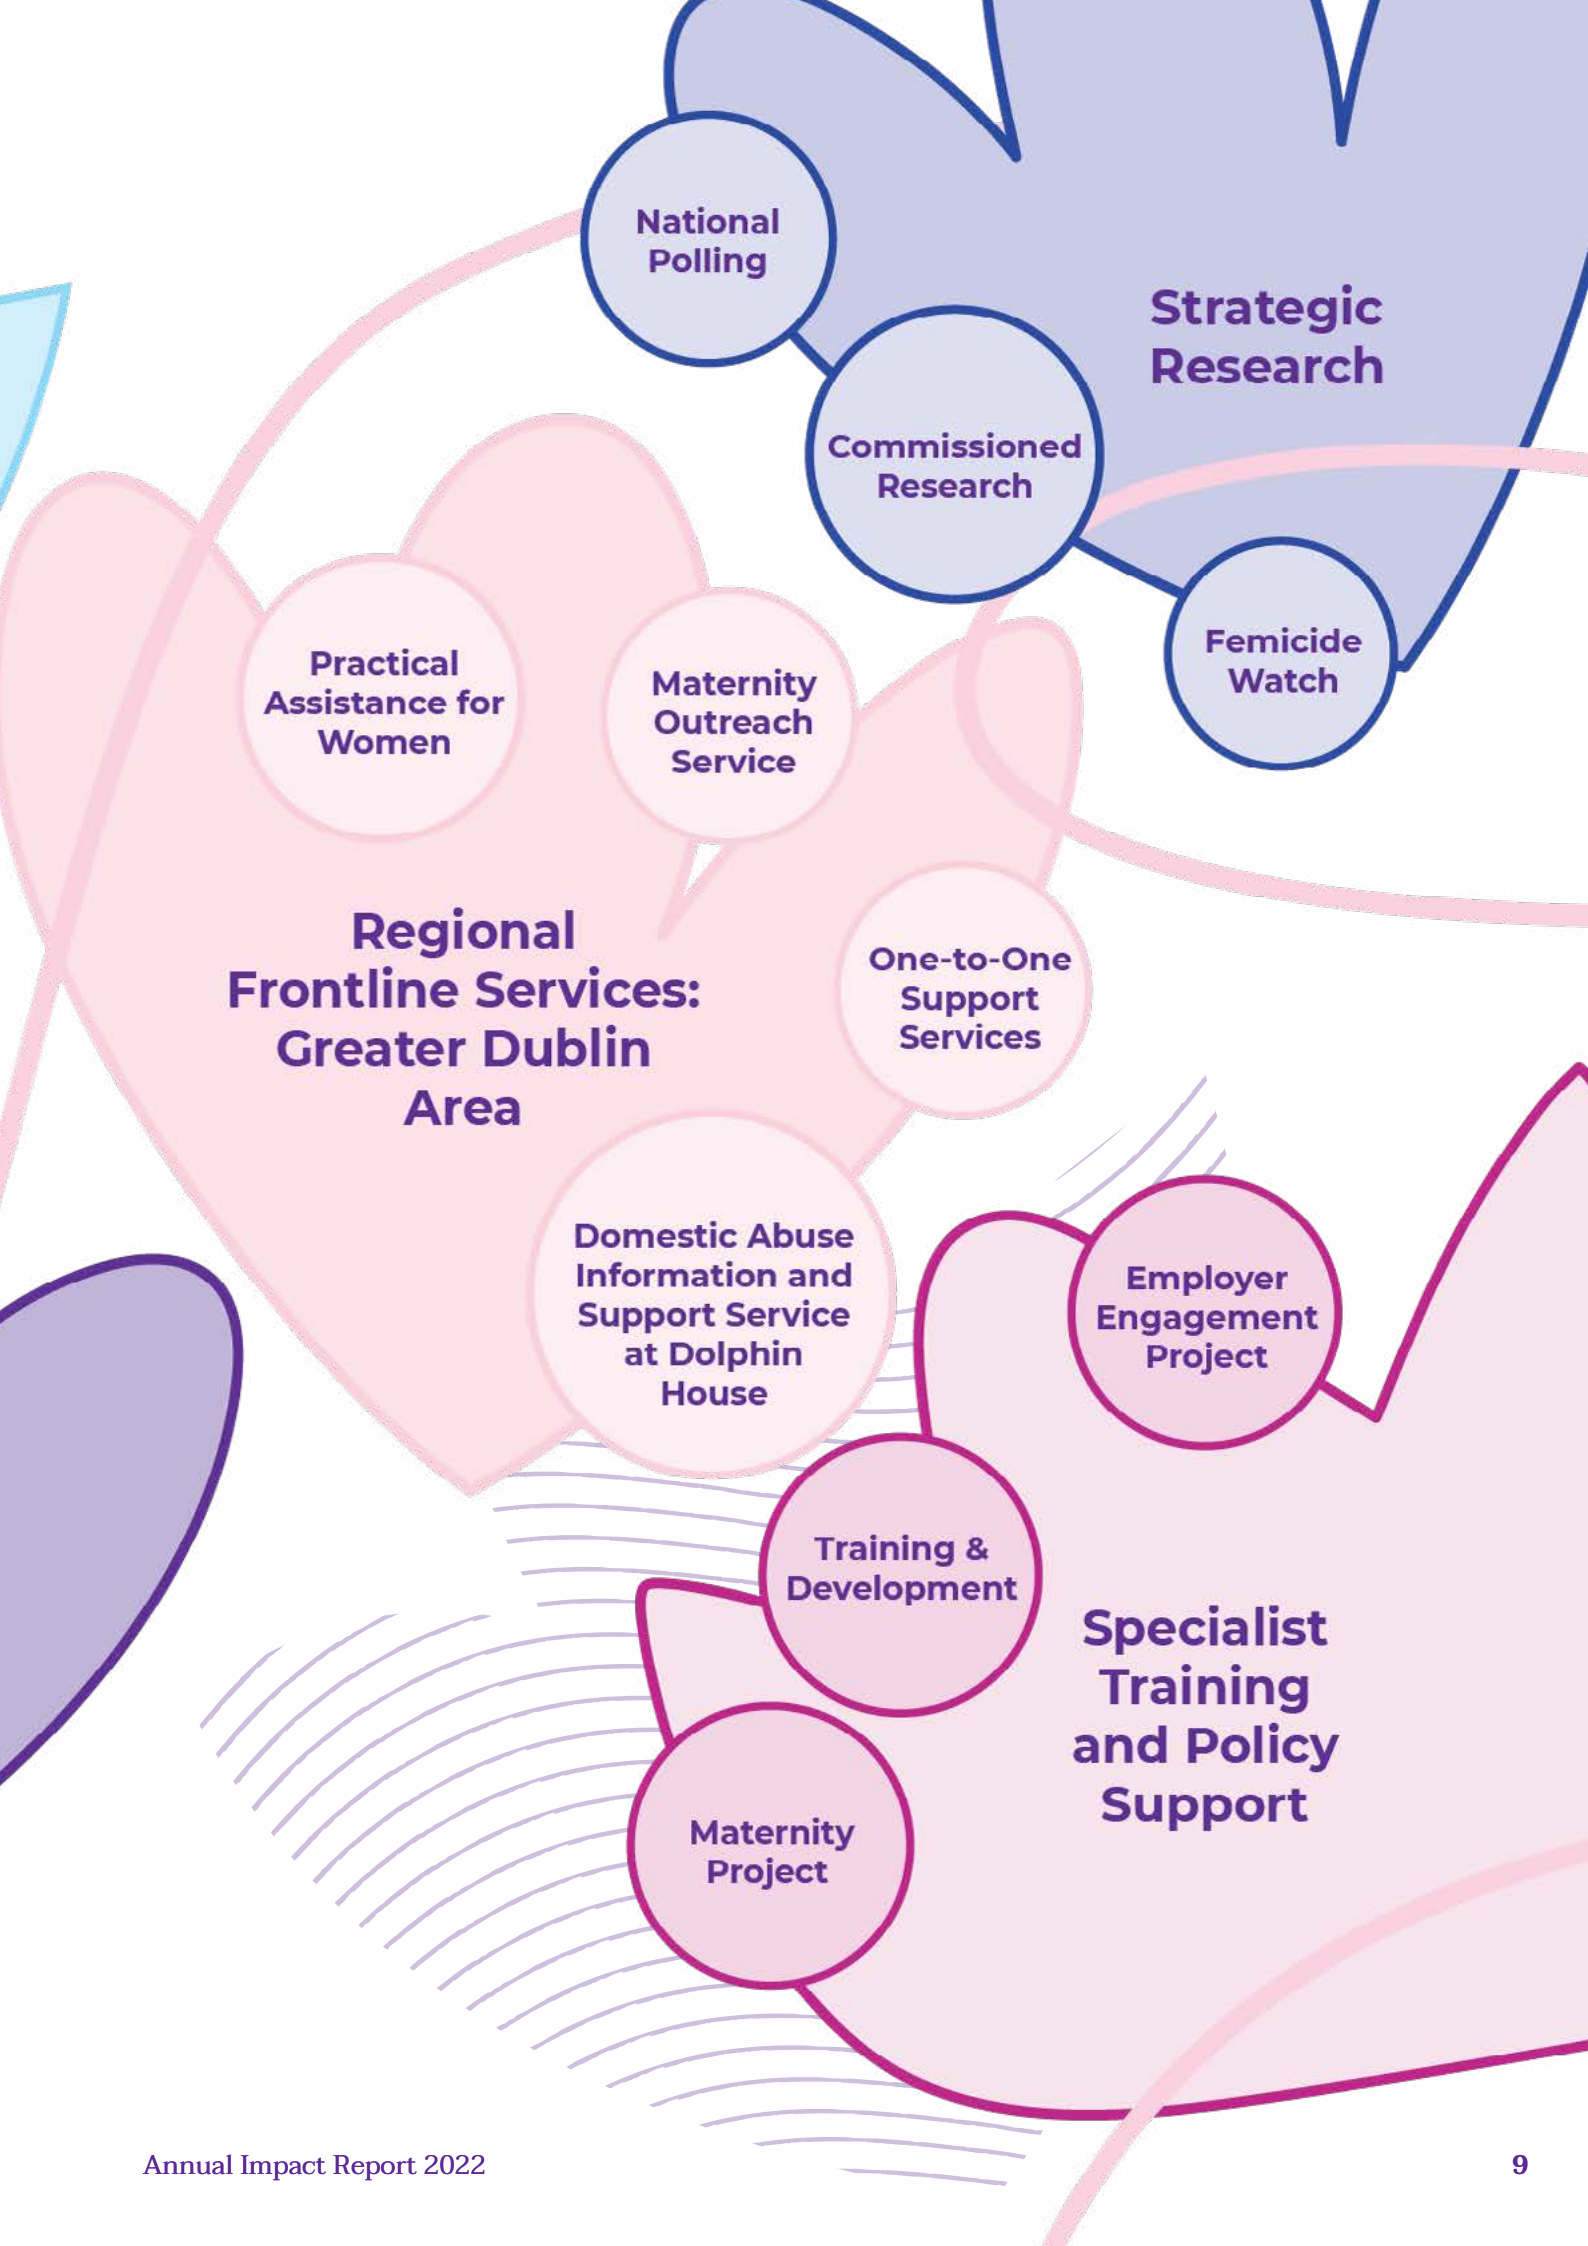 National
Polling
Strategic
Research
Commissioned
Research
Femicide
Watch
Practical
Assistance for
Women
Maternity
Outreach
Service
Regional
Frontline Services:
Greater Dublin
Area
One-to-One
Support
Services
Domestic Abuse
Information and
Support Service
at Dolphin
House
Employer
Engagement
Project
Training &
Development
Specialist
Training
and Policy
Support
Maternity
Project
Annual Impact Report 2022
9